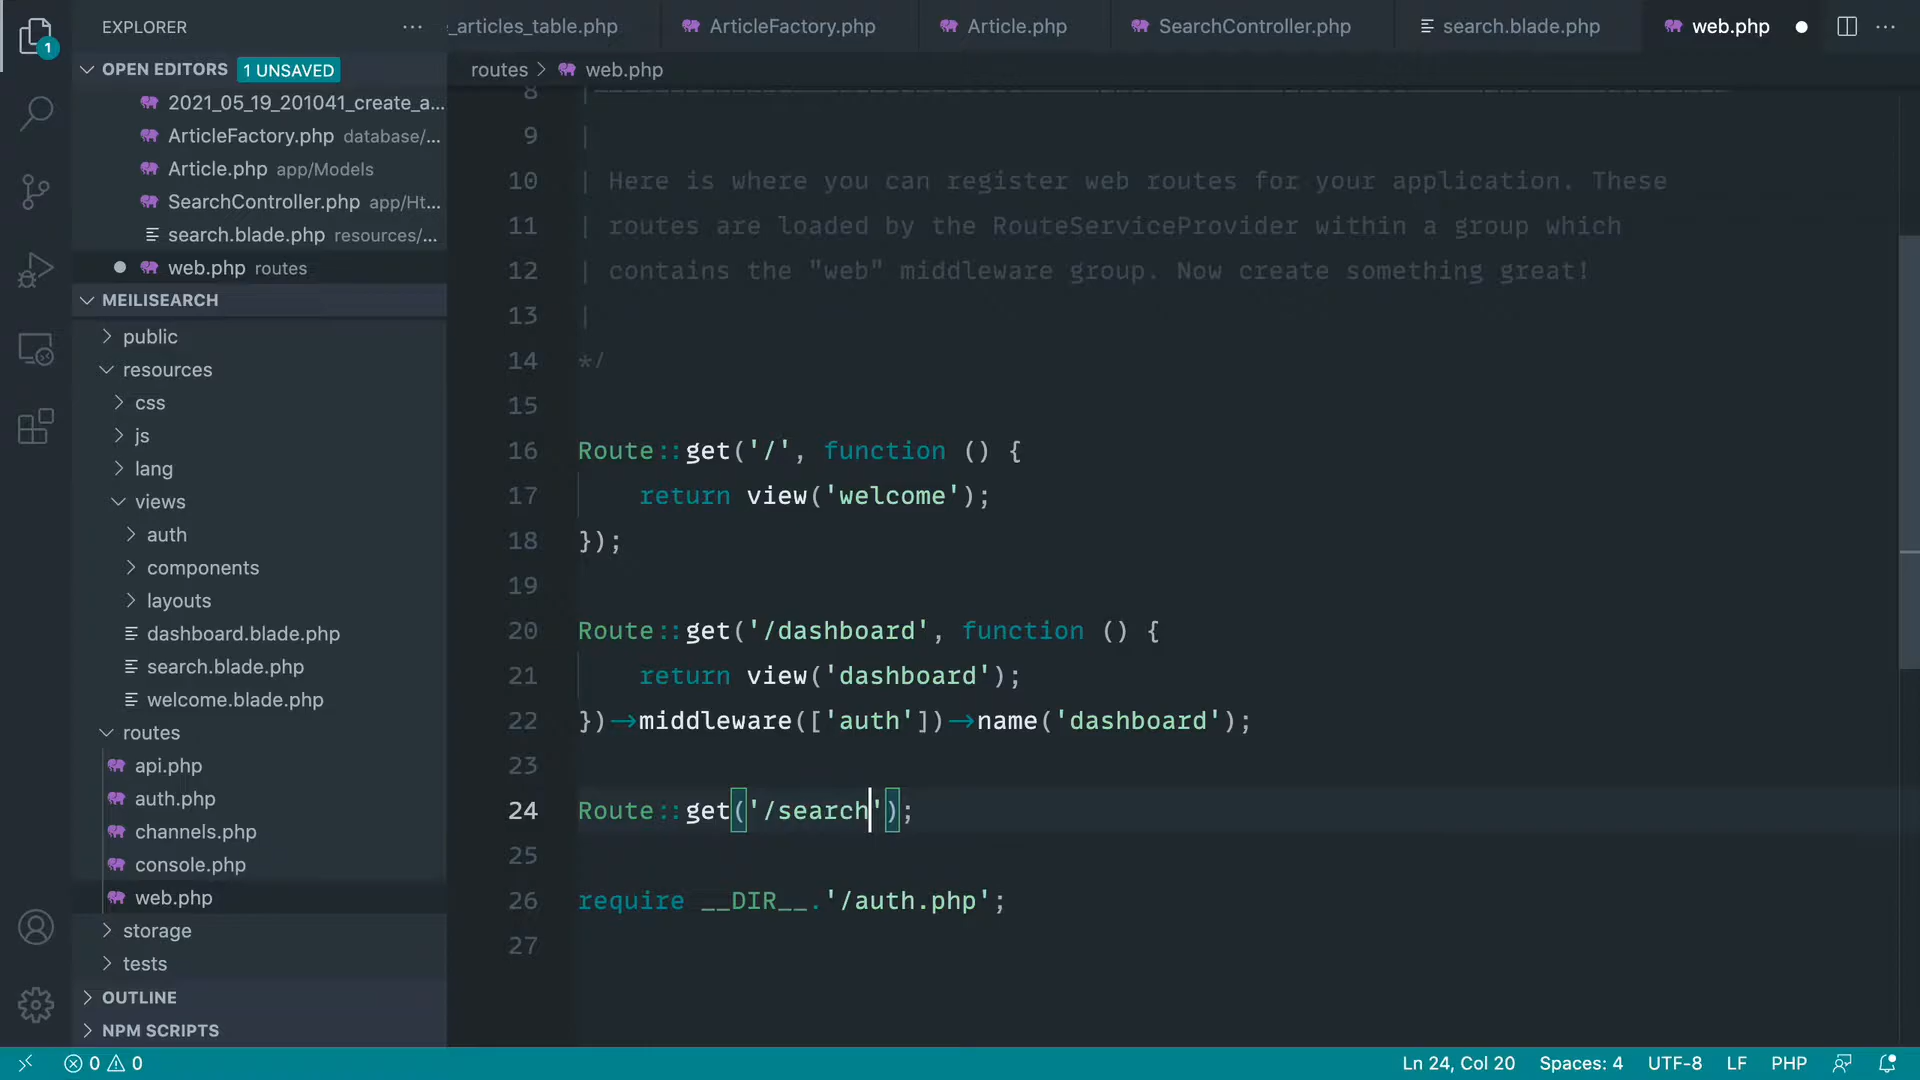 EXPLORER
_articles_table.php
ArticleFactory.php
Article.php
SearchController.php
search.blade.php
web.php
1
OPEN EDITORS
1 UNSAVED
2021_05_19_201041_create_a...
ArticleFactory.php database/...
Article.php app/Models
SearchController.php app/Ht...
search.blade.php resources/...
web.php routes
MEILISEARCH
public
resources
css
js
lang
views
auth
components
layouts
dashboard.blade.php
search.blade.php
welcome.blade.php
routes
api.php
auth.php
channels.php
console.php
web.php
storage
tests
OUTLINE
NPM SCRIPTS
routes > web.php
8
9 |
10 | Here is where you can register web routes for your application. These
11 | routes are loaded by the RouteServiceProvider within a group which
12 | contains the "web" middleware group. Now create something great!
13 |
14 */
15
16 Route::get('/', function () {
17 return view('welcome');
18 });
19
20 Route::get('/dashboard', function () {
21 return view('dashboard');
22 })->middleware(['auth'])->name('dashboard');
23
24 Route::get('/search');
25
26 require __DIR__.'/auth.php';
27
0 0
Ln 24, Col 20
Spaces: 4
UTF-8
LF
PHP